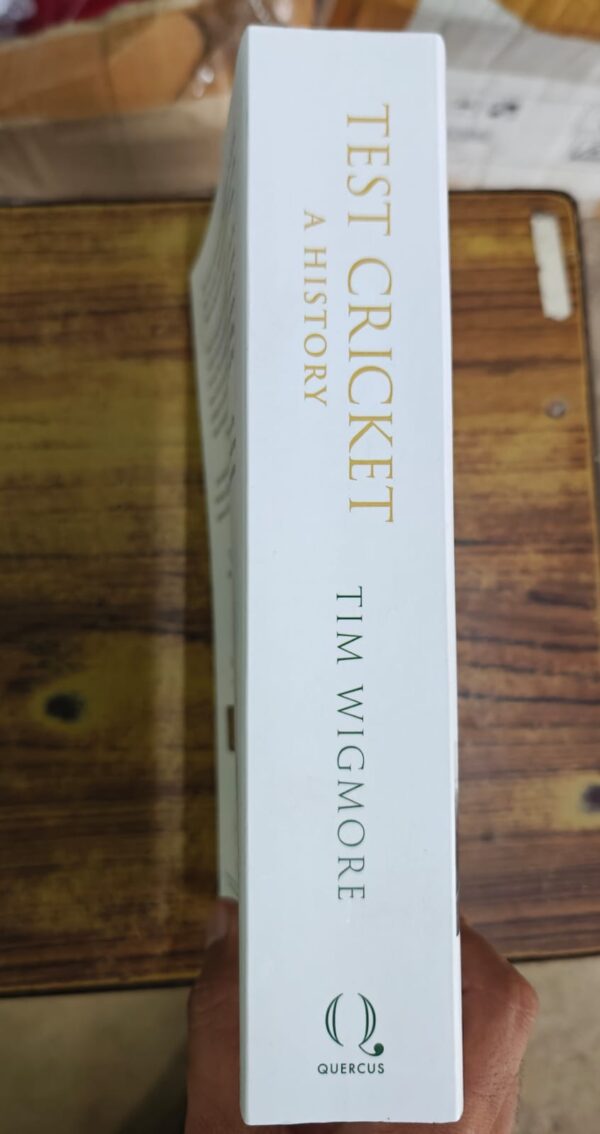 TEST CRICKET
A HISTORY
TIM WIGMORE
QUERCUS